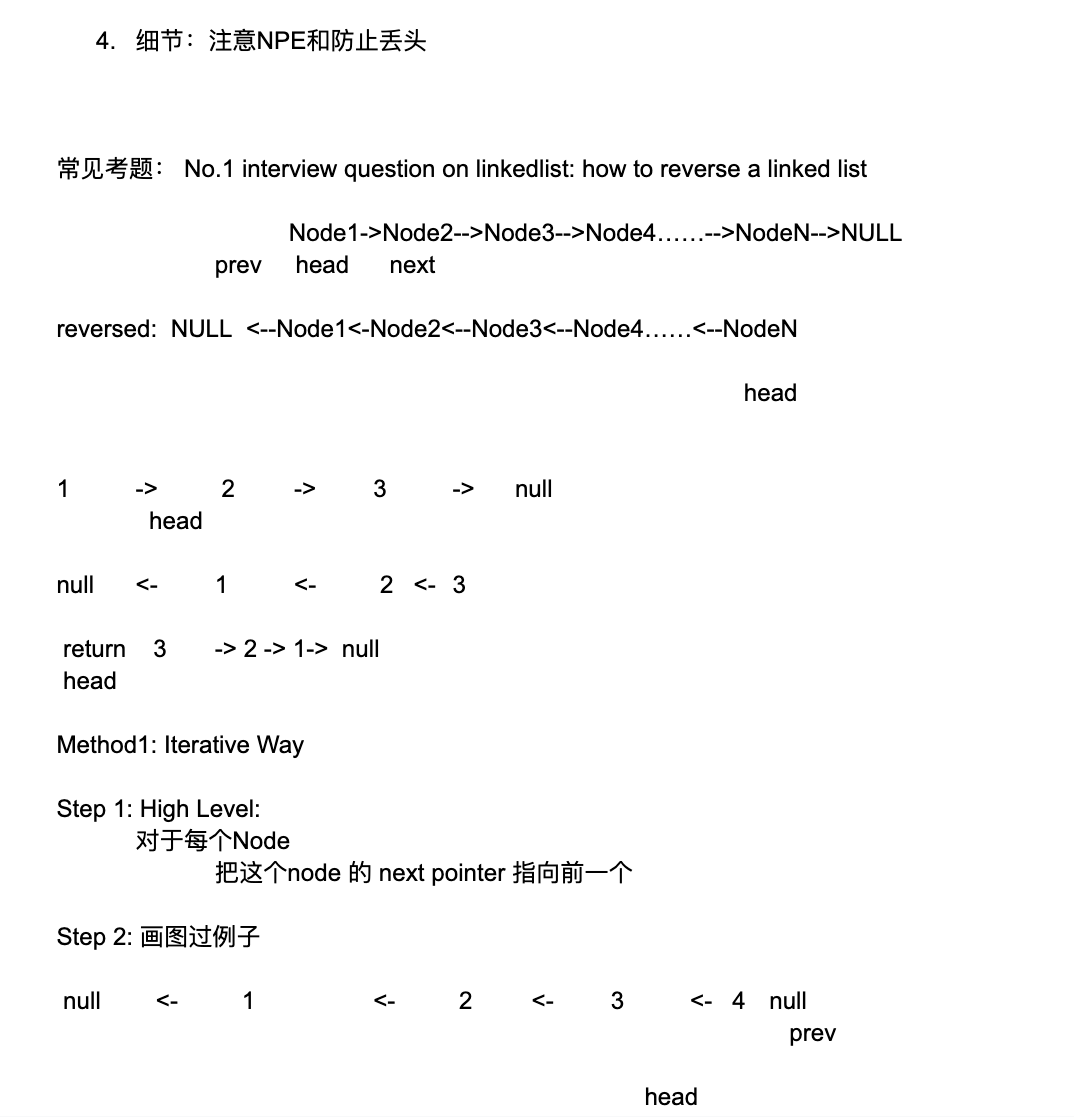 4. 细节：注意NPE和防止丢头
常见考题： No.1 interview question on linkedlist: how to reverse a linked list
Node1->Node2-->Node3-->Node4……-->NodeN-->NULL
prev head next
reversed: NULL <--Node1<-Node2<--Node3<--Node4……<--NodeN
head
1 -> 2 -> 3 -> null
head
null <- 1 <- 2 <- 3
return 3 -> 2 -> 1-> null
head
Method1: Iterative Way
Step 1: High Level:
对于每个Node
把这个node 的 next pointer 指向前一个
Step 2: 画图过例子
null <- 1 <- 2 <- 3 <- 4 null
prev
head